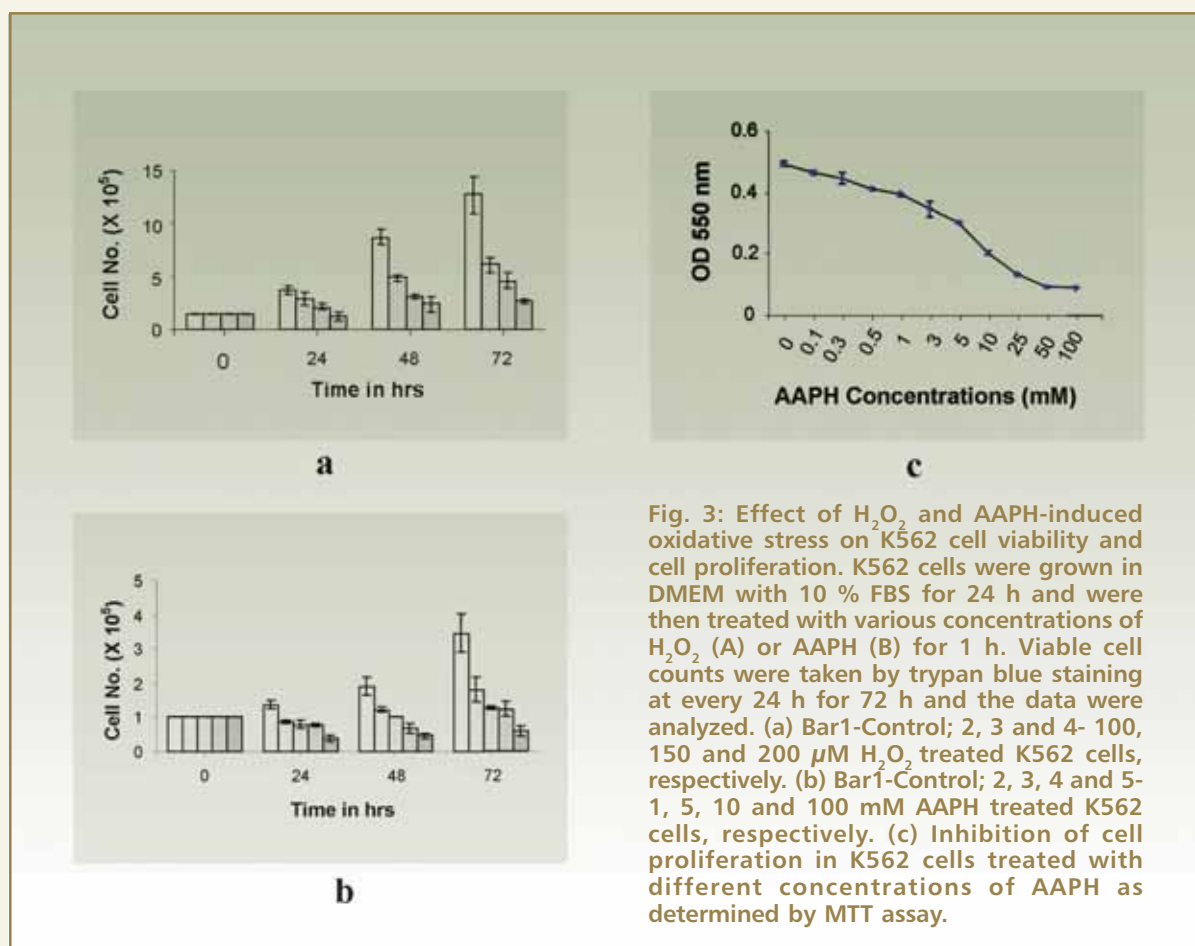 15
10
5
0
Cell No. (X 10⁵)
0 24 48 72
Time in hrs
a
0.6
0.4
0.2
0
OD 550 nm
0 0.1 0.3 0.5 1 3 5 10 25 50 100
AAPH Concentrations (mM)
c
5
4
3
2
1
0
Cell No. (X 10⁵)
0 24 48 72
Time in hrs
b
Fig. 3: Effect of H₂O₂ and AAPH-induced
oxidative stress on K562 cell viability and
cell proliferation. K562 cells were grown in
DMEM with 10 % FBS for 24 h and were
then treated with various concentrations of
H₂O₂ (A) or AAPH (B) for 1 h. Viable cell
counts were taken by trypan blue staining
at every 24 h for 72 h and the data were
analyzed. (a) Bar1-Control; 2, 3 and 4- 100,
150 and 200 µM H₂O₂ treated K562 cells,
respectively. (b) Bar1-Control; 2, 3, 4 and 5-
1, 5, 10 and 100 mM AAPH treated K562
cells, respectively. (c) Inhibition of cell
proliferation in K562 cells treated with
different concentrations of AAPH as
determined by MTT assay.